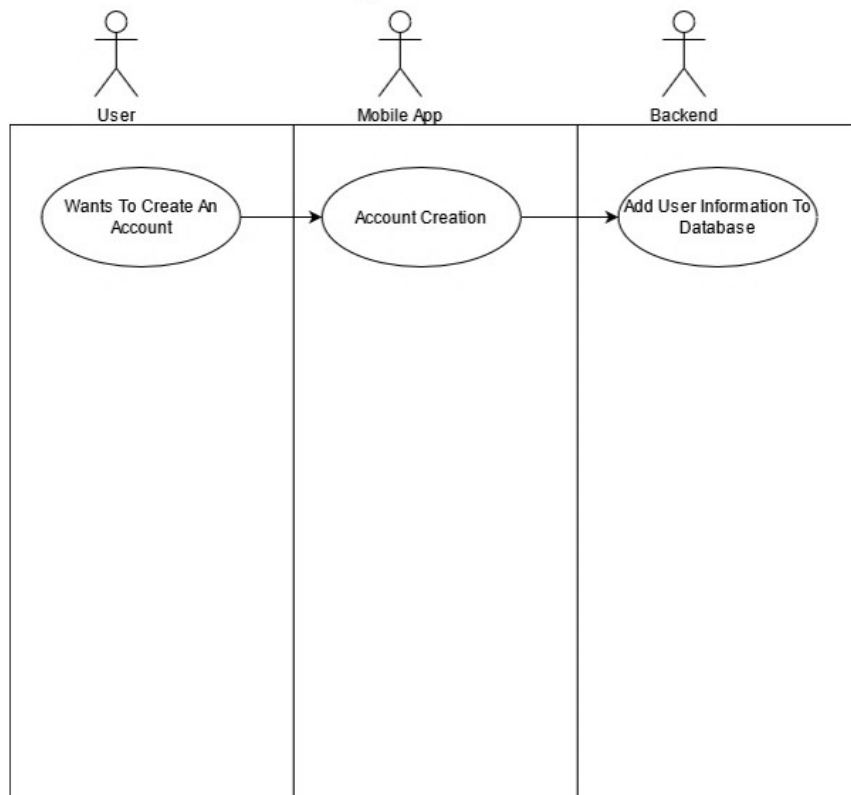 User
Mobile App
Backend
Wants To Create An
Account
Account Creation
Add User Information To
Database